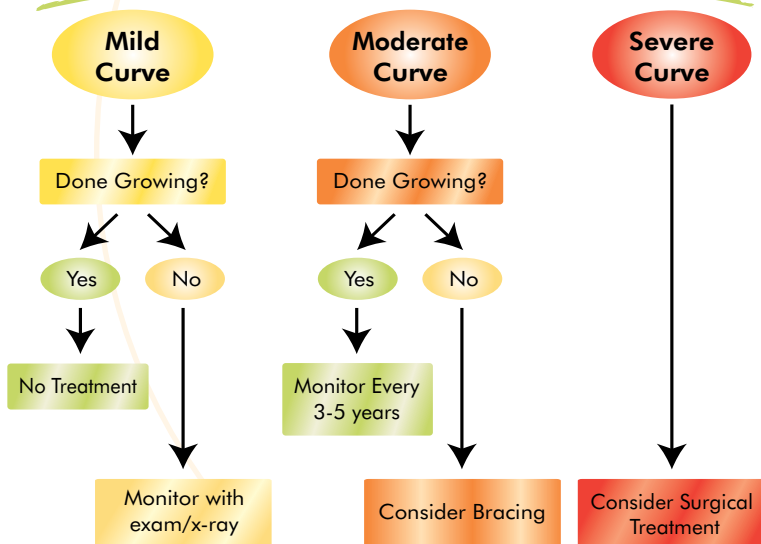 Mild
Curve
Moderate
Curve
Severe
Curve
Done Growing?
Done Growing?
Yes
No
Yes
No
No Treatment
Monitor Every
3-5 years
Monitor with
exam/x-ray
Consider Bracing
Consider Surgical
Treatment